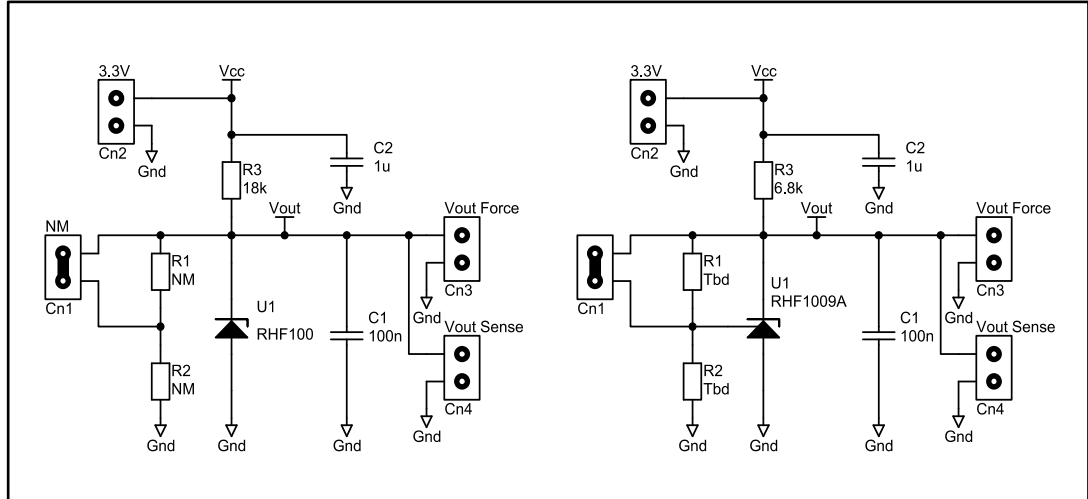 3.3V
Vcc
Cn2
Gnd
R3
18k
C2
1u
Gnd
NM
Cn1
R1
NM
R2
NM
Gnd
Vout
U1
RHF100
Gnd
C1
100n
Gnd
Vout Force
Cn3
Gnd
Vout Sense
Cn4
Gnd
3.3V
Vcc
Cn2
Gnd
R3
6.8k
C2
1u
Gnd
Cn1
R1
Tbd
R2
Tbd
Gnd
Vout
U1
RHF1009A
Gnd
C1
100n
Gnd
Vout Force
Cn3
Gnd
Vout Sense
Cn4
Gnd